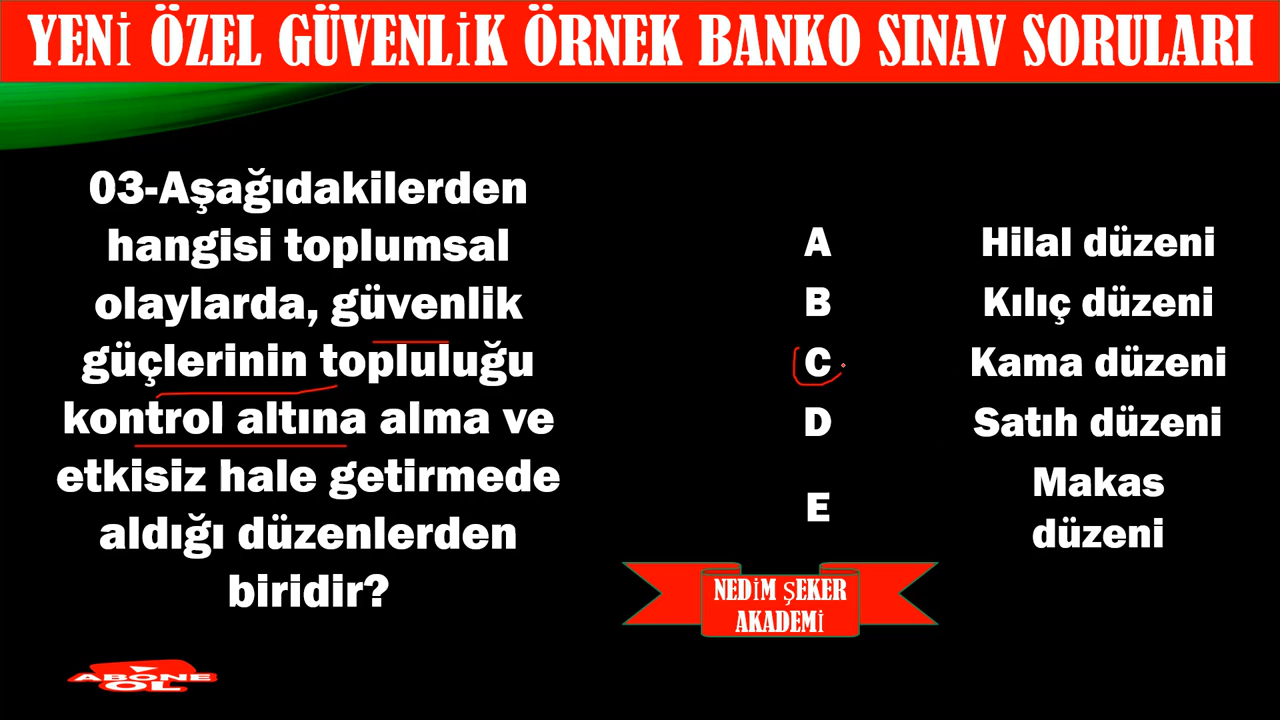 YENİ ÖZEL GÜVENLİK ÖRNEK BANKO SINAV SORULARI
03-Aşağıdakilerden
hangisi toplumsal
olaylarda, güvenlik
güçlerinin topluluğu
kontrol altına alma ve
etkisiz hale getirmede
aldığı düzenlerden
biridir?
A Hilal düzeni
B Kılıç düzeni
C Kama düzeni
D Satıh düzeni
E Makas
düzeni
NEDİM ŞEKER
AKADEMİ
ABONE
OL